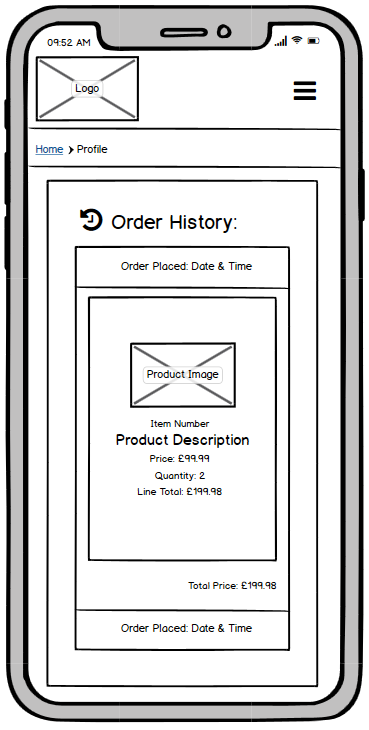 09:52 AM
Logo
Home Profile
Order History:
Order Placed: Date & Time
Product Image
Item Number
Product Description
Price: £99.99
Quantity: 2
Line Total: £199.98
Total Price: £199.98
Order Placed: Date & Time